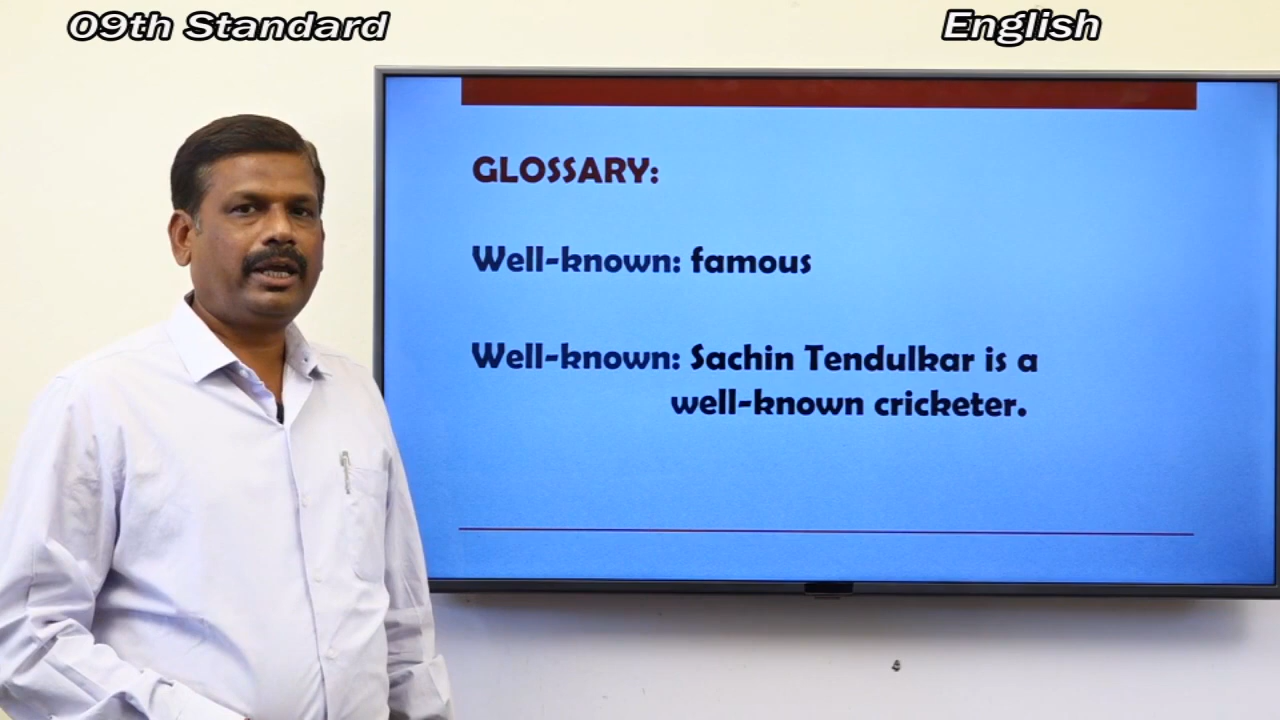 09th Standard
English
GLOSSARY:
Well-known: famous
Well-known: Sachin Tendulkar is a
well-known cricketer.